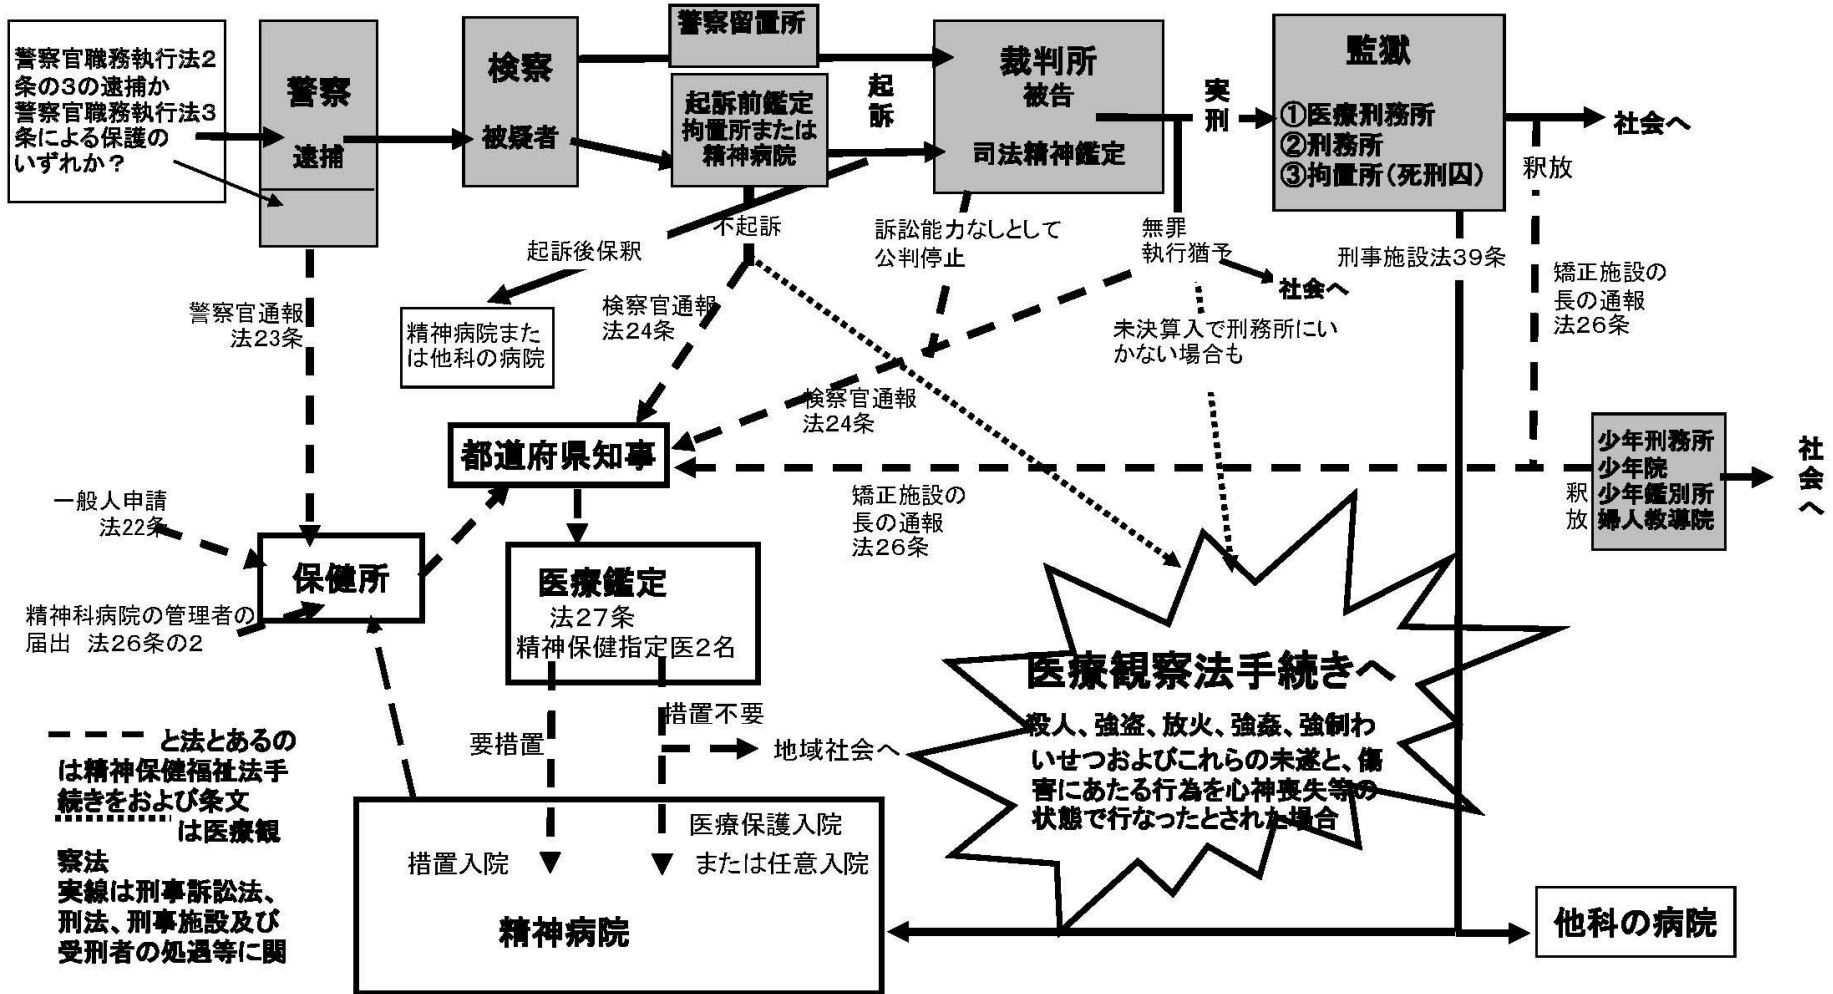 警察官職務執行法2
条の3の逮捕か
警察官職務執行法3
条による保護の
いずれか？
警察
逮捕
検察
被疑者
警察留置所
起訴前鑑定
拘置所または
精神病院
起訴
裁判所
被告
司法精神鑑定
実刑
監獄
①医療刑務所
②刑務所
③拘置所（死刑囚）
社会へ
釈放
不起訴
起訴後保釈
訴訟能力なしとして
公判停止
無罪
執行猶予
社会へ
刑事施設法39条
矯正施設の
長の通報
法26条
警察官通報
法23条
検察官通報
法24条
精神病院また
は他科の病院
未決算入で刑務所にい
かない場合も
検察官通報
法24条
都道府県知事
少年刑務所
少年院
少年鑑別所
婦人教導院
釈放
社会へ
一般人申請
法22条
矯正施設の
長の通報
法26条
保健所
医療鑑定
法27条
精神保健指定医2名
精神科病院の管理者の
届出 法26条の2
医療観察法手続きへ
殺人、強盗、放火、強姦、強制わ
いせつおよびこれらの未遂と、傷
害にあたる行為を心神喪失等の
状態で行なったとされた場合
措置不要
要措置
地域社会へ
と法とあるの
は精神保健福祉法手
続きをおよび条文
は医療観
察法
実線は刑事訴訟法、
刑法、刑事施設及び
受刑者の処遇等に関
医療保護入院
措置入院
または任意入院
精神病院
他科の病院